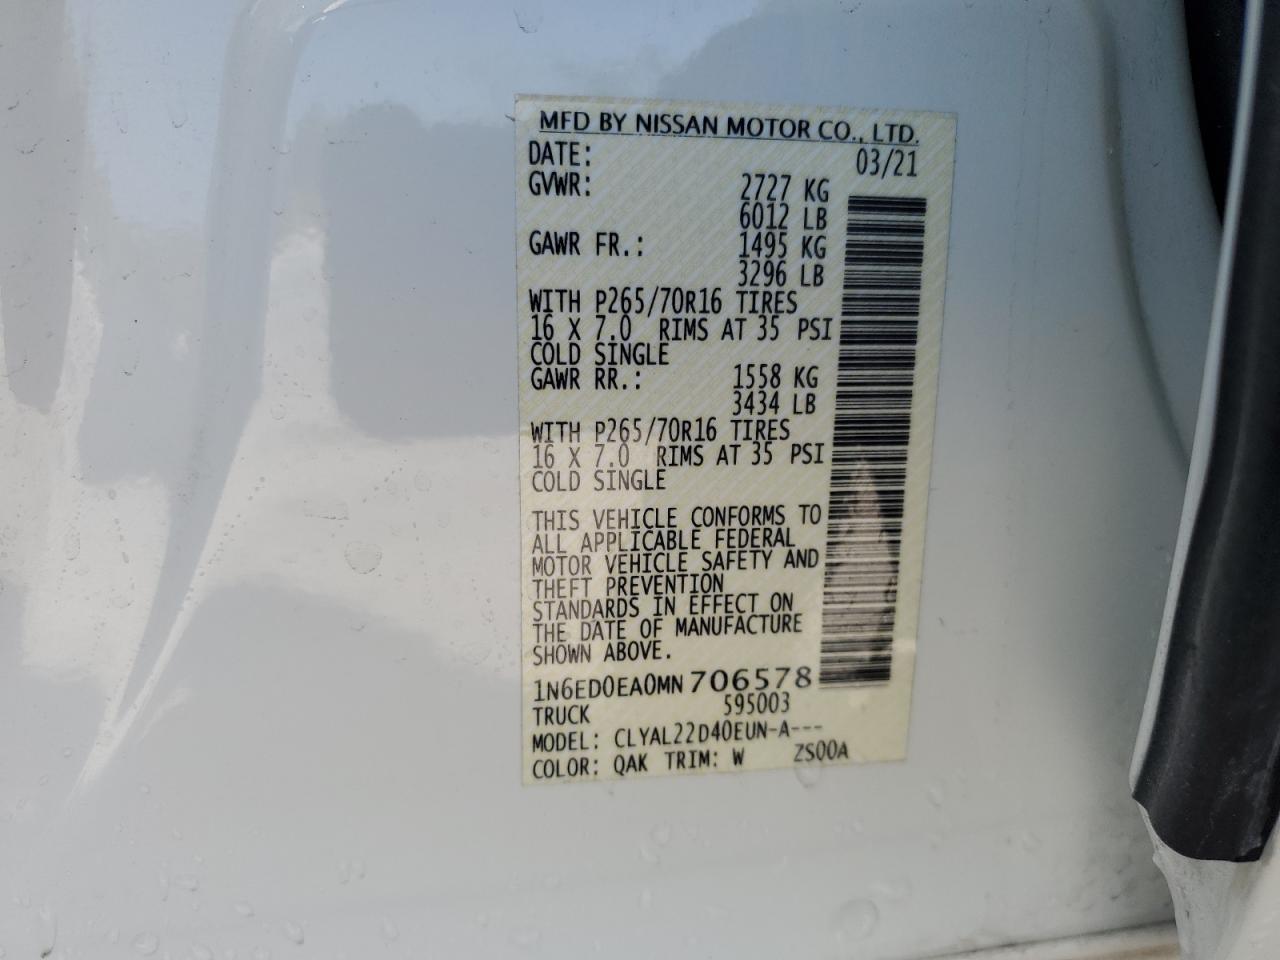 MFD BY NISSAN MOTOR CO., LTD.
DATE: 03/21
GVWR: 2727 KG
6012 LB
GAWR FR.: 1495 KG
3296 LB
WITH P265/70R16 TIRES
16 X 7.0 RIMS AT 35 PSI
COLD SINGLE
GAWR RR.: 1558 KG
3434 LB
WITH P265/70R16 TIRES
16 X 7.0 RIMS AT 35 PSI
COLD SINGLE
THIS VEHICLE CONFORMS TO
ALL APPLICABLE FEDERAL
MOTOR VEHICLE SAFETY AND
THEFT PREVENTION
STANDARDS IN EFFECT ON
THE DATE OF MANUFACTURE
SHOWN ABOVE.
1N6ED0EA0MN706578
TRUCK 595003
MODEL: CLYAL22D40EUN-A---
COLOR: QAK TRIM: W ZS00A